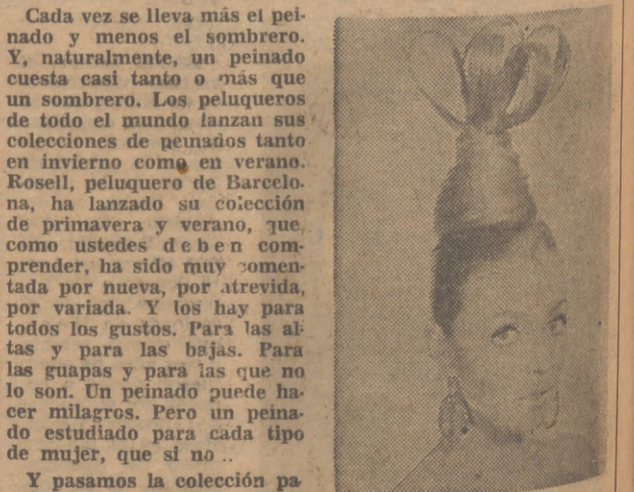 Cada vez se lleva más el pei-
nado y menos el sombrero.
Y, naturalmente, un peinado
cuesta casi tanto o más que
un sombrero. Los peluqueros
de todo el mundo lanzan sus
colecciones de peinados tanto
en invierno como en verano.
Rosell, peluquero de Barcelo-
na, ha lanzado su colección
de primavera y verano, que,
como ustedes deben com-
prender, ha sido muy comen-
tada por nueva, por atrevida,
por variada. Y los hay para
todos los gustos. Para las al-
tas y para las bajas. Para
las guapas y para las que no
lo son. Un peinado puede ha-
cer milagros. Pero un peina-
do estudiado para cada tipo
de mujer, que si no ..
Y pasamos la colección pa